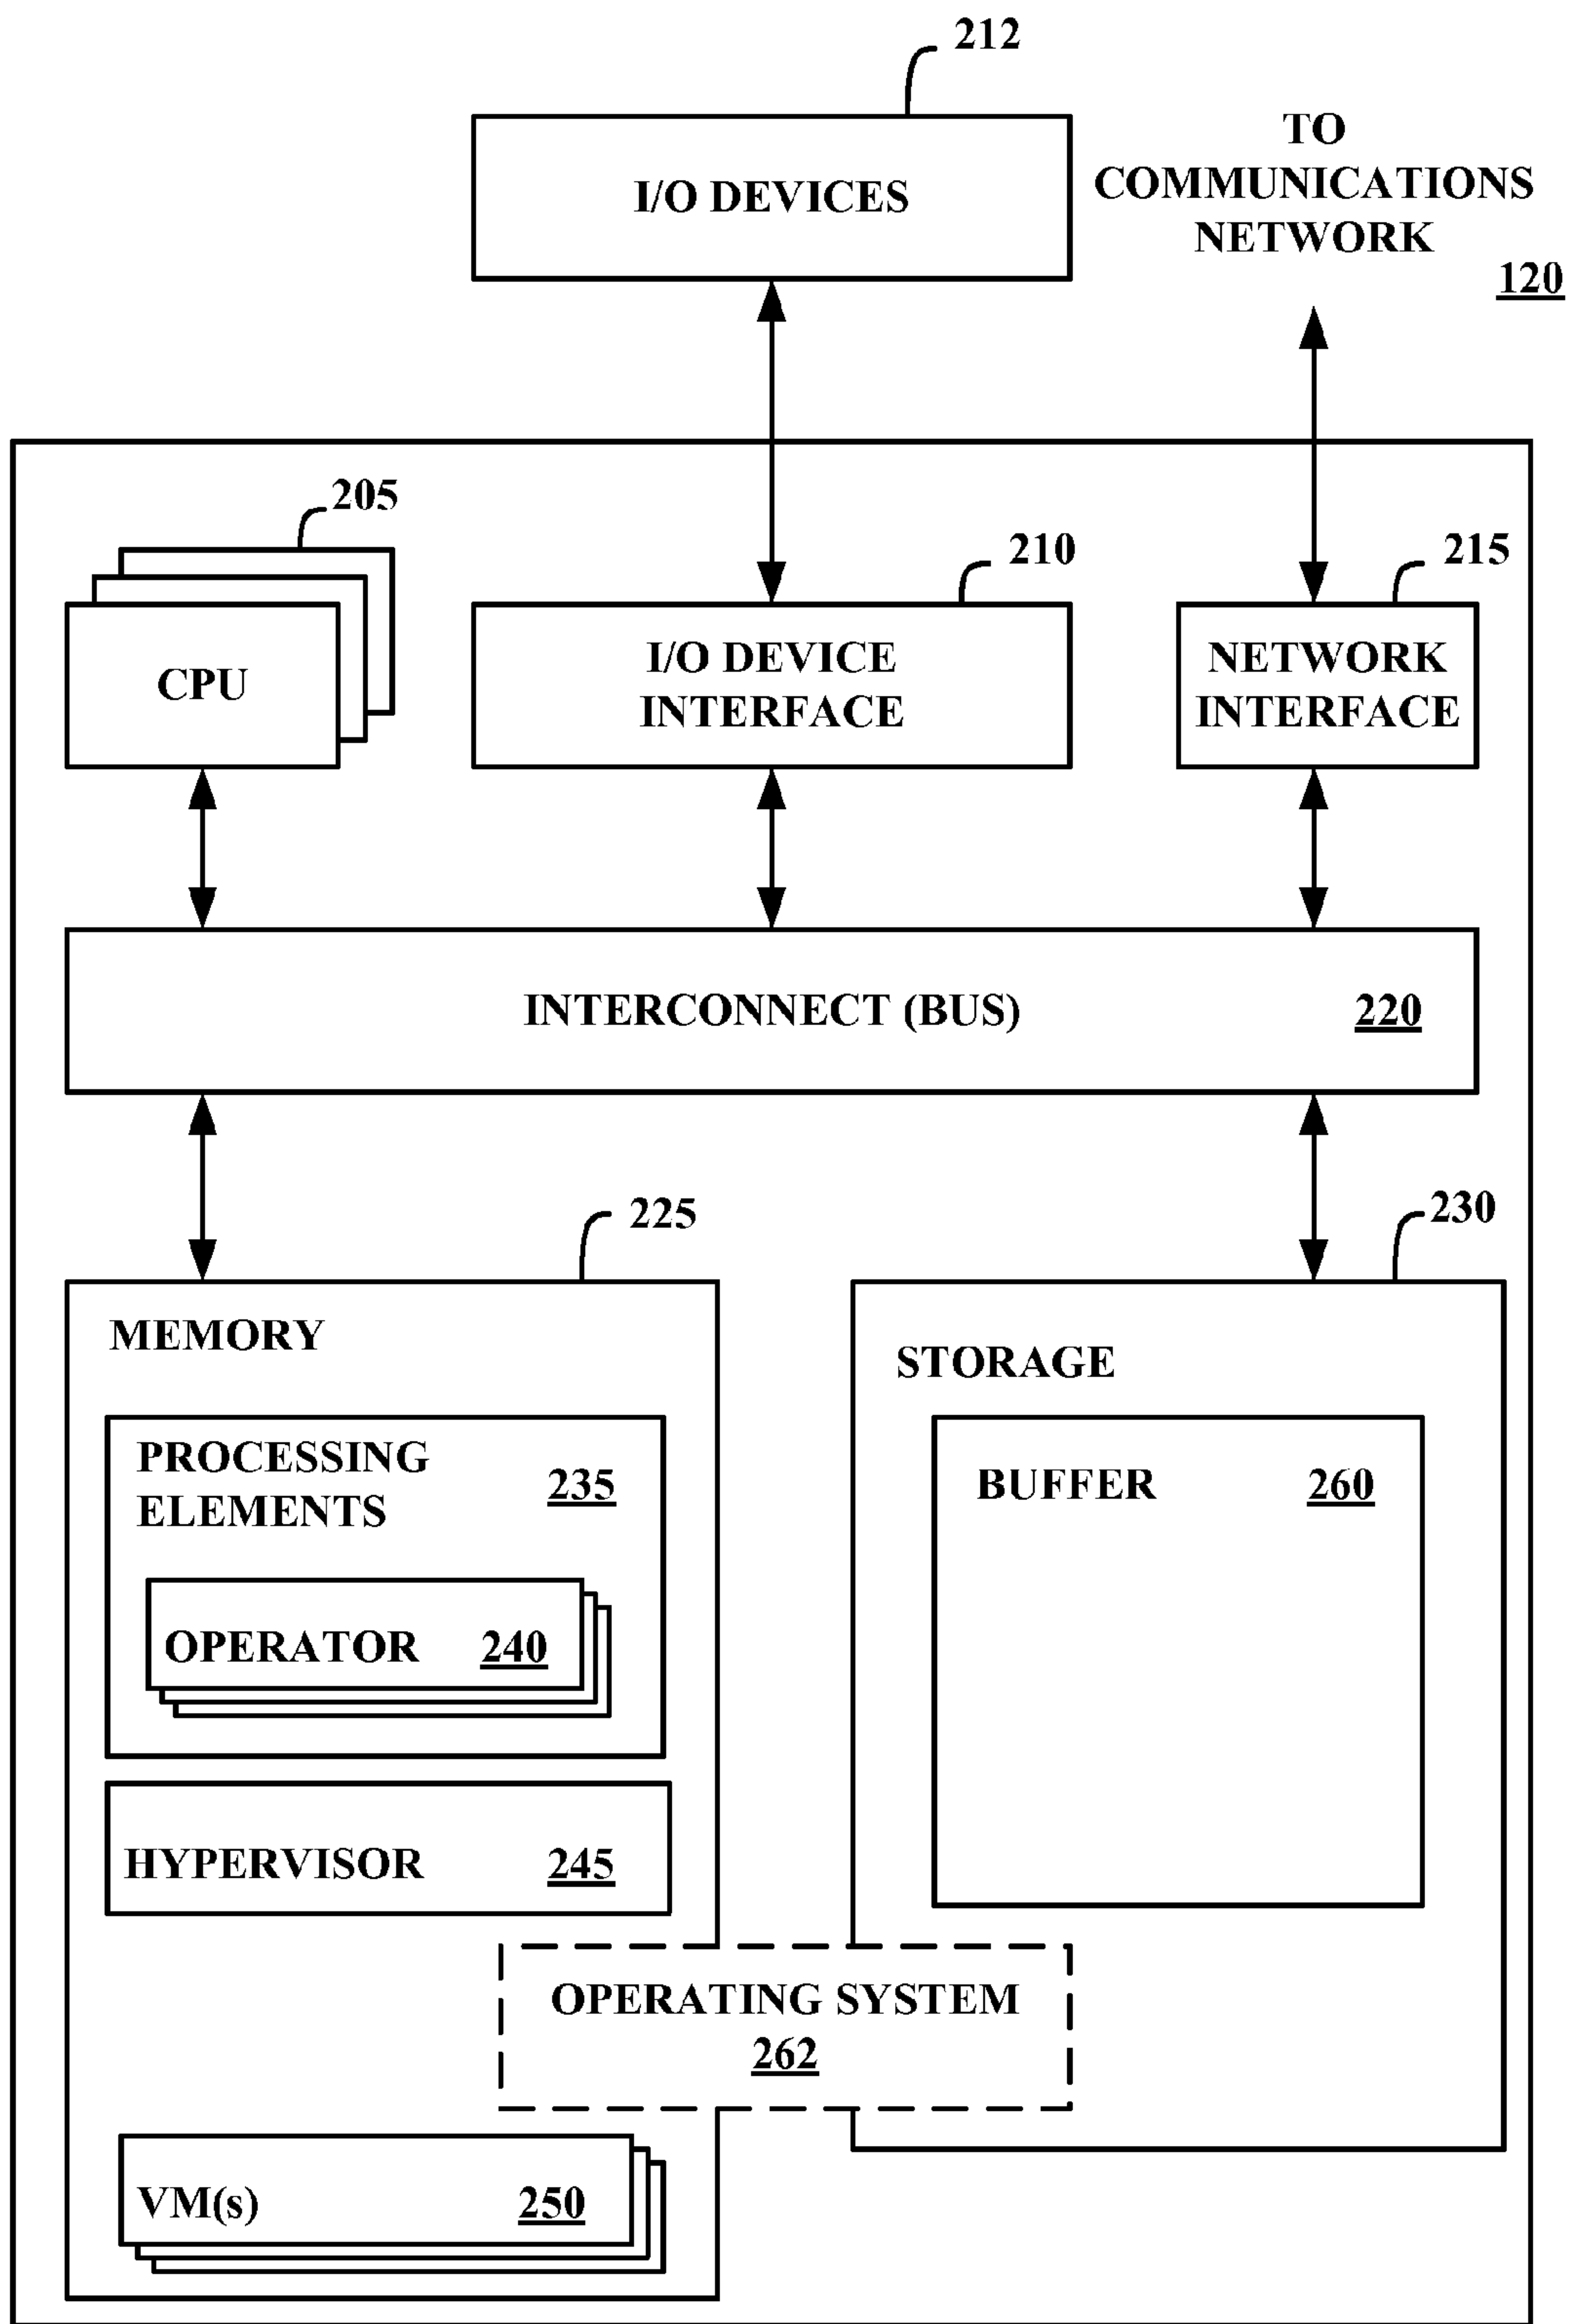 212
I/O DEVICES
TO
COMMUNICATIONS
NETWORK
120
205
210
215
CPU
I/O DEVICE
INTERFACE
NETWORK
INTERFACE
INTERCONNECT (BUS) 220
225
230
MEMORY
STORAGE
PROCESSING
ELEMENTS
235
BUFFER 260
OPERATOR 240
HYPERVISOR 245
OPERATING SYSTEM
262
VM(s) 250